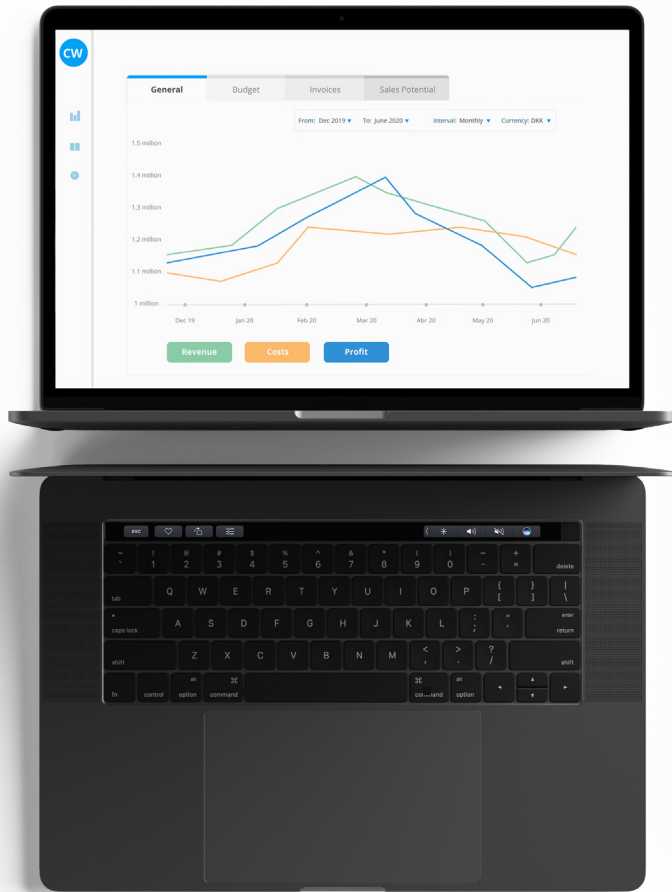 CW
General Budget Invoices Sales Potential
From: Dec 2019 ▾ To: June 2020 ▾ Interval: Monthly ▾ Currency: DKK ▾
1.5 million
1.4 million
1.3 million
1.2 million
1.1 million
1 million
Dec 19 Jan 20 Feb 20 Mar 20 Abr 20 May 20 Jun 20
Revenue Costs Profit
esc
~ ! @ # $ % ^ & * ( ) — +
` 1 2 3 4 5 6 7 8 9 0 - = delete
tab Q W E R T Y U I O P { [ } ] | \
caps lock A S D F G H J K L : ; " ' enter return
shift Z X C V B N M < , > . ? / shift
fn control alt option ⌘ command ⌘ command alt option